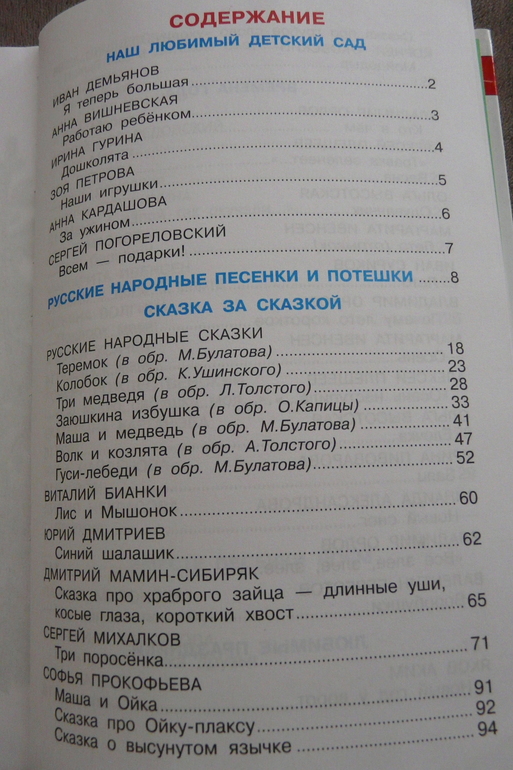 СОДЕРЖАНИЕ
НАШ ЛЮБИМЫЙ ДЕТСКИЙ САД
ИВАН ДЕМЬЯНОВ
Я теперь большая 2
АННА ВИШНЕВСКАЯ
Работаю ребёнком 3
ИРИНА ГУРИНА
Дошколята 4
ЗОЯ ПЕТРОВА
Наши игрушки 5
АННА КАРДАШОВА
За ужином 6
СЕРГЕЙ ПОГОРЕЛОВСКИЙ
Всем — подарки! 7
РУССКИЕ НАРОДНЫЕ ПЕСЕНКИ И ПОТЕШКИ 8
СКАЗКА ЗА СКАЗКОЙ
РУССКИЕ НАРОДНЫЕ СКАЗКИ
Теремок (в обр. М.Булатова) 18
Колобок (в обр. К.Ушинского) 23
Три медведя (в обр. Л.Толстого) 28
Заюшкина избушка (в обр. О.Капицы) 33
Маша и медведь (в обр. М.Булатова) 41
Волк и козлята (в обр. А.Толстого) 47
Гуси-лебеди (в обр. М.Булатова) 52
ВИТАЛИЙ БИАНКИ
Лис и Мышонок 60
ЮРИЙ ДМИТРИЕВ
Синий шалашик 62
ДМИТРИЙ МАМИН-СИБИРЯК
Сказка про храброго зайца — длинные уши,
косые глаза, короткий хвост 65
СЕРГЕЙ МИХАЛКОВ
Три поросёнка 71
СОФЬЯ ПРОКОФЬЕВА
Маша и Ойка 91
Сказка про Ойку-плаксу 92
Сказка о высунутом язычке 94